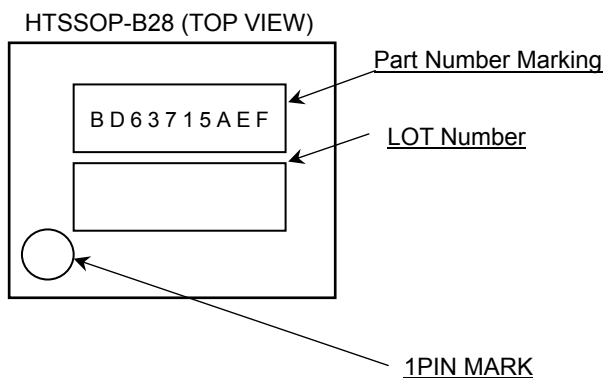 HTSSOP-B28 (TOP VIEW)
Part Number Marking
BD63715AEF
LOT Number
1PIN MARK